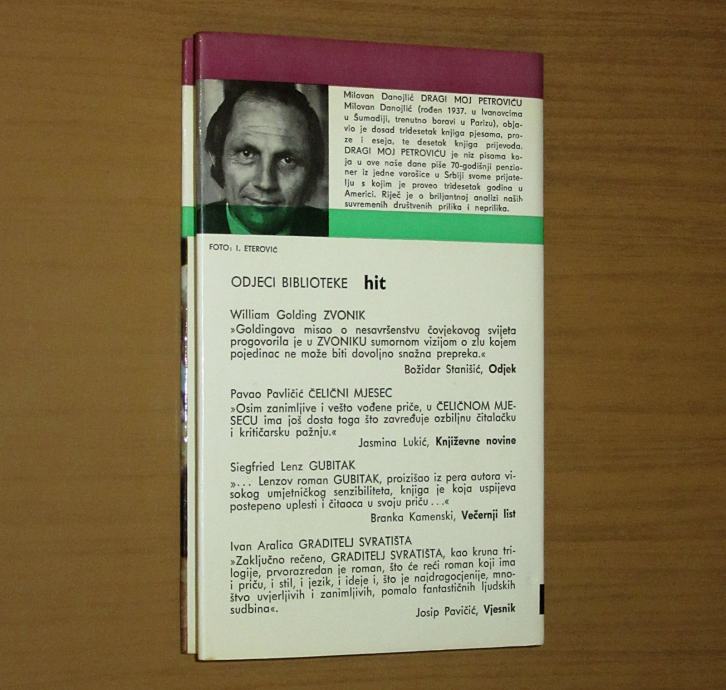 Milovan Danojlić DRAGI MOJ PETROVIĆU
Milovan Danojlić (rođen 1937. u Ivanovcima
u Šumadiji, trenutno boravi u Parizu), obja-
vio je dosad tridesetak knjiga pjesama, pro-
ze i eseja, te desetak knjiga prijevoda.
DRAGI MOJ PETROVIĆU je niz pisama ko-
ja u ove naše dane piše 70-godišnji penzio-
ner iz jedne varošice u Srbiji svome prijate-
lju s kojim je proveo tridesetak godina u
Americi. Riječ je o briljantnoj analizi naših
suvremenih društvenih prilika i neprilika.
FOTO: I. ETEROVIĆ
ODJECI BIBLIOTEKE hit
William Golding ZVONIK
»Goldingova misao o nesavršenstvu čovjekovog svijeta
progovorila je u ZVONIKU sumornom vizijom o zlu kojem
pojedinac ne može biti dovoljno snažna prepreka.«
Božidar Stanišić, Odjek
Pavao Pavličić ČELIČNI MJESEC
»Osim zanimljive i vešto vođene priče, u ČELIČNOM MJE-
SECU ima još dosta toga što zavređuje ozbiljnu čitalačku
i kritičarsku pažnju.«
Jasmina Lukić, Književne novine
Siegfried Lenz GUBITAK
»... Lenzov roman GUBITAK, proizišao iz pera autora vi-
sokog umjetničkog senzibiliteta, knjiga je koja uspijeva
postepeno uplesti i čitaoca u svoju priču ...«
Branka Kamenski, Večernji list
Ivan Aralica GRADITELJ SVRATIŠTA
»Zaključno rečeno, GRADITELJ SVRATIŠTA, kao kruna tri-
logije, prvorazredan je roman, što će reći roman koji ima
i priču, i stil, i jezik, i ideje i, što je najdragocjenije, mno-
štvo uvjerljivih i zanimljivih, pomalo fantastičnih ljudskih
sudbina«.
Josip Pavičić, Vjesnik